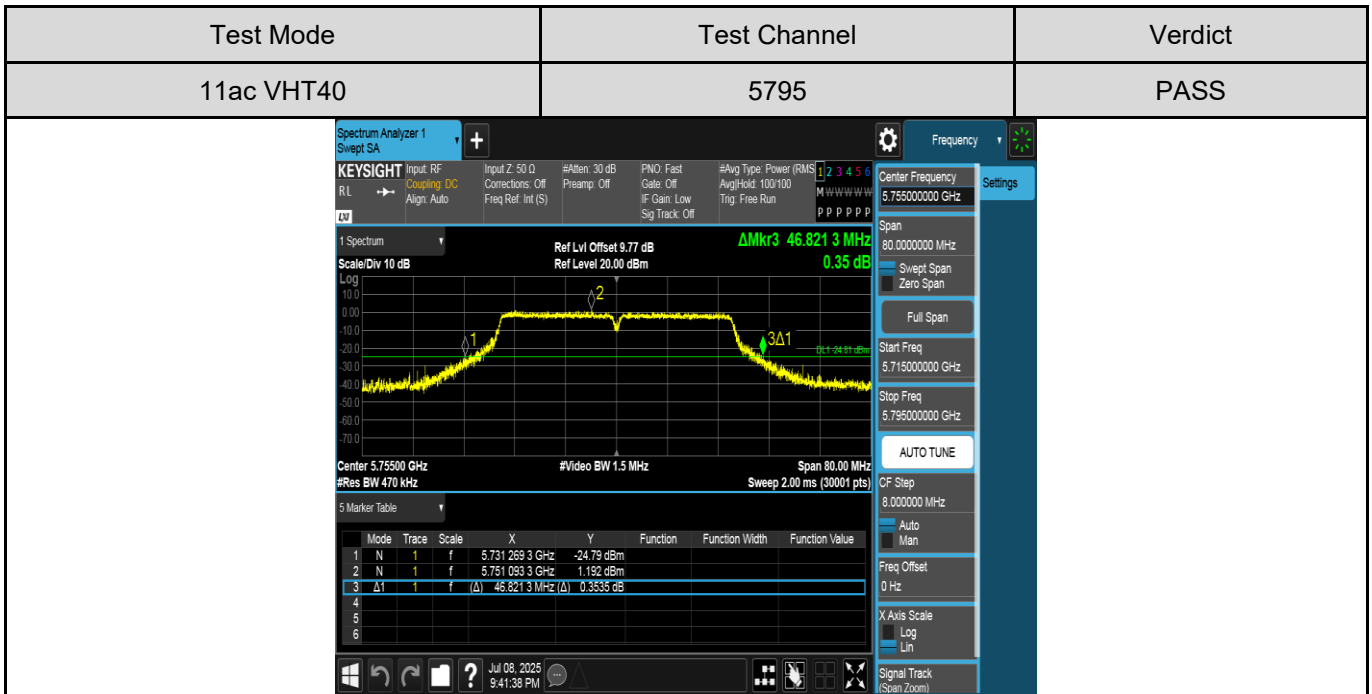 Test Mode Test Channel Verdict
11ac VHT40 5795 PASS
Spectrum Analyzer 1
Swept SA
+
Frequency
KEYSIGHT Input: RF Input Z: 50 Ω #Atten: 30 dB PNO: Fast #Avg Type: Power (RMS 1 2 3 4 5 6
RL Coupling: DC Corrections: Off Preamp: Off Gate: Off Avg|Hold: 100/100 M W W W W W
Align: Auto Freq Ref: Int (S) IF Gain: Low Trig: Free Run
LXI Sig Track: Off P P P P P P
1 Spectrum
Ref Lvl Offset 9.77 dB ΔMkr3 46.821 3 MHz
Scale/Div 10 dB Ref Level 20.00 dBm 0.35 dB
Log
10.0
0.00
-10.0
-20.0
-30.0
-40.0
-50.0
-60.0
-70.0
2
1
3Δ1
DL1 -24.81 dBm
Center 5.75500 GHz #Video BW 1.5 MHz Span 80.00 MHz
#Res BW 470 kHz Sweep 2.00 ms (30001 pts)
5 Marker Table
Mode Trace Scale X Y Function Function Width Function Value
1 N 1 f 5.731 269 3 GHz -24.79 dBm
2 N 1 f 5.751 093 3 GHz 1.192 dBm
3 Δ1 1 f (Δ) 46.821 3 MHz (Δ) 0.3535 dB
4
5
6
?
Jul 08, 2025
9:41:38 PM
Center Frequency
5.755000000 GHz
Settings
Span
80.0000000 MHz
Swept Span
Zero Span
Full Span
Start Freq
5.715000000 GHz
Stop Freq
5.795000000 GHz
AUTO TUNE
CF Step
8.000000 MHz
Auto
Man
Freq Offset
0 Hz
X Axis Scale
Log
Lin
Signal Track
(Span Zoom)